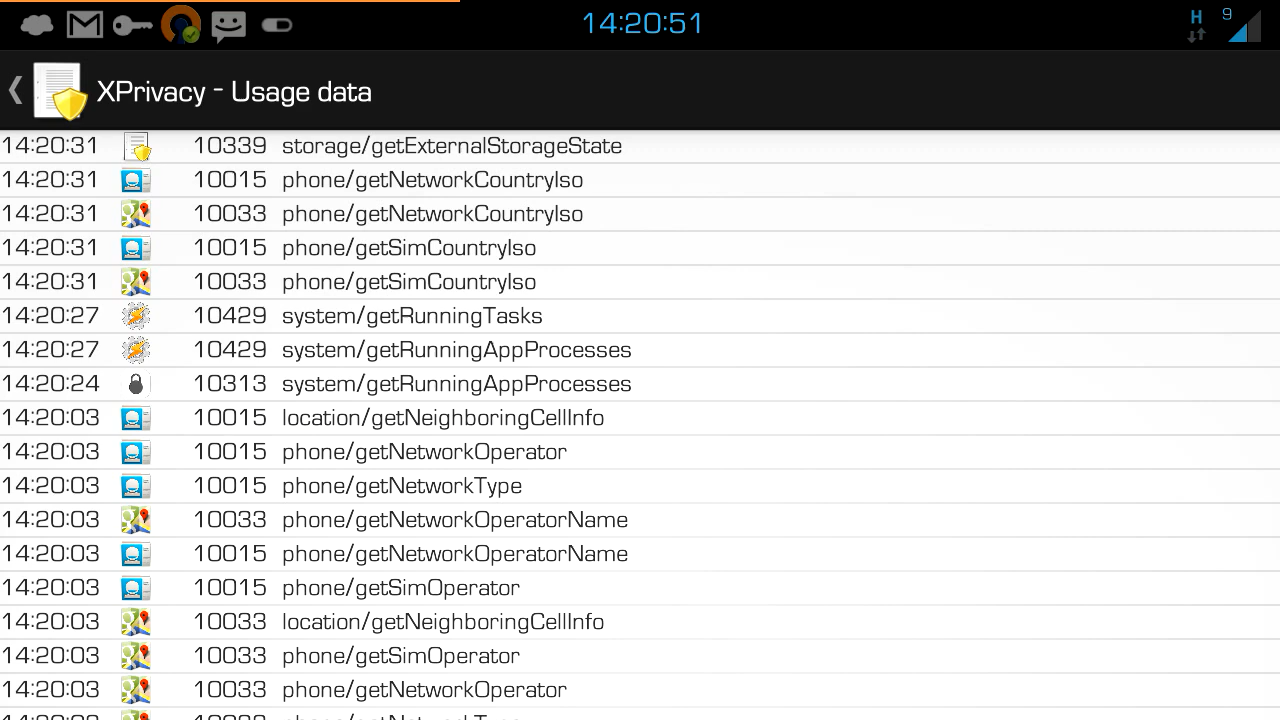 14:20:51
H
9
XPrivacy - Usage data
14:20:31 10339 storage/getExternalStorageState
14:20:31 10015 phone/getNetworkCountryIso
14:20:31 10033 phone/getNetworkCountryIso
14:20:31 10015 phone/getSimCountryIso
14:20:31 10033 phone/getSimCountryIso
14:20:27 10429 system/getRunningTasks
14:20:27 10429 system/getRunningAppProcesses
14:20:24 10313 system/getRunningAppProcesses
14:20:03 10015 location/getNeighboringCellInfo
14:20:03 10015 phone/getNetworkOperator
14:20:03 10015 phone/getNetworkType
14:20:03 10033 phone/getNetworkOperatorName
14:20:03 10015 phone/getNetworkOperatorName
14:20:03 10015 phone/getSimOperator
14:20:03 10033 location/getNeighboringCellInfo
14:20:03 10033 phone/getSimOperator
14:20:03 10033 phone/getNetworkOperator